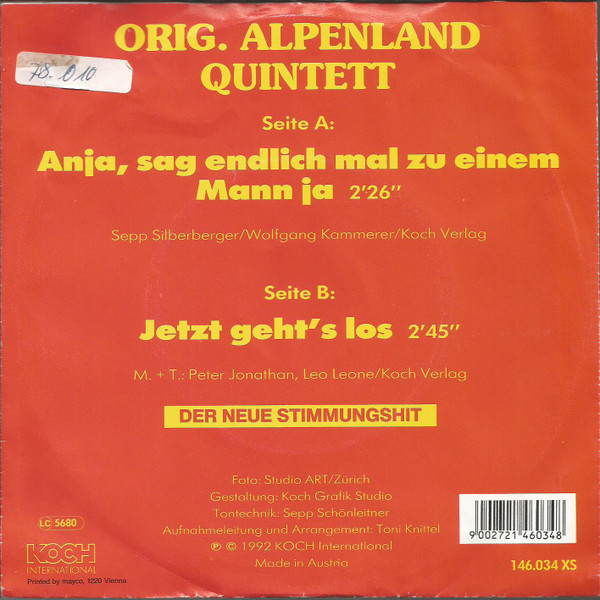 ORIG. ALPENLAND
QUINTETT
78.010
Seite A:
Anja, sag endlich mal zu einem
Mann ja 2'26"
Sepp Silberberger/Wolfgang Kammerer/Koch Verlag
Seite B:
Jetzt geht's los 2'45"
M. + T.: Peter Jonathan, Leo Leone/Koch Verlag
DER NEUE STIMMUNGSHIT
Foto: Studio ART/Zürich
Gestaltung: Koch Grafik Studio
Tontechnik: Sepp Schönleitner
Aufnahmeleitung und Arrangement: Toni Knittel
℗ © 1992 KOCH International
Made in Austria
LC 5680
KOCH
INTERNATIONAL
Printed by mayco, 1220 Vienna
9 002721 460348
146.034 XS